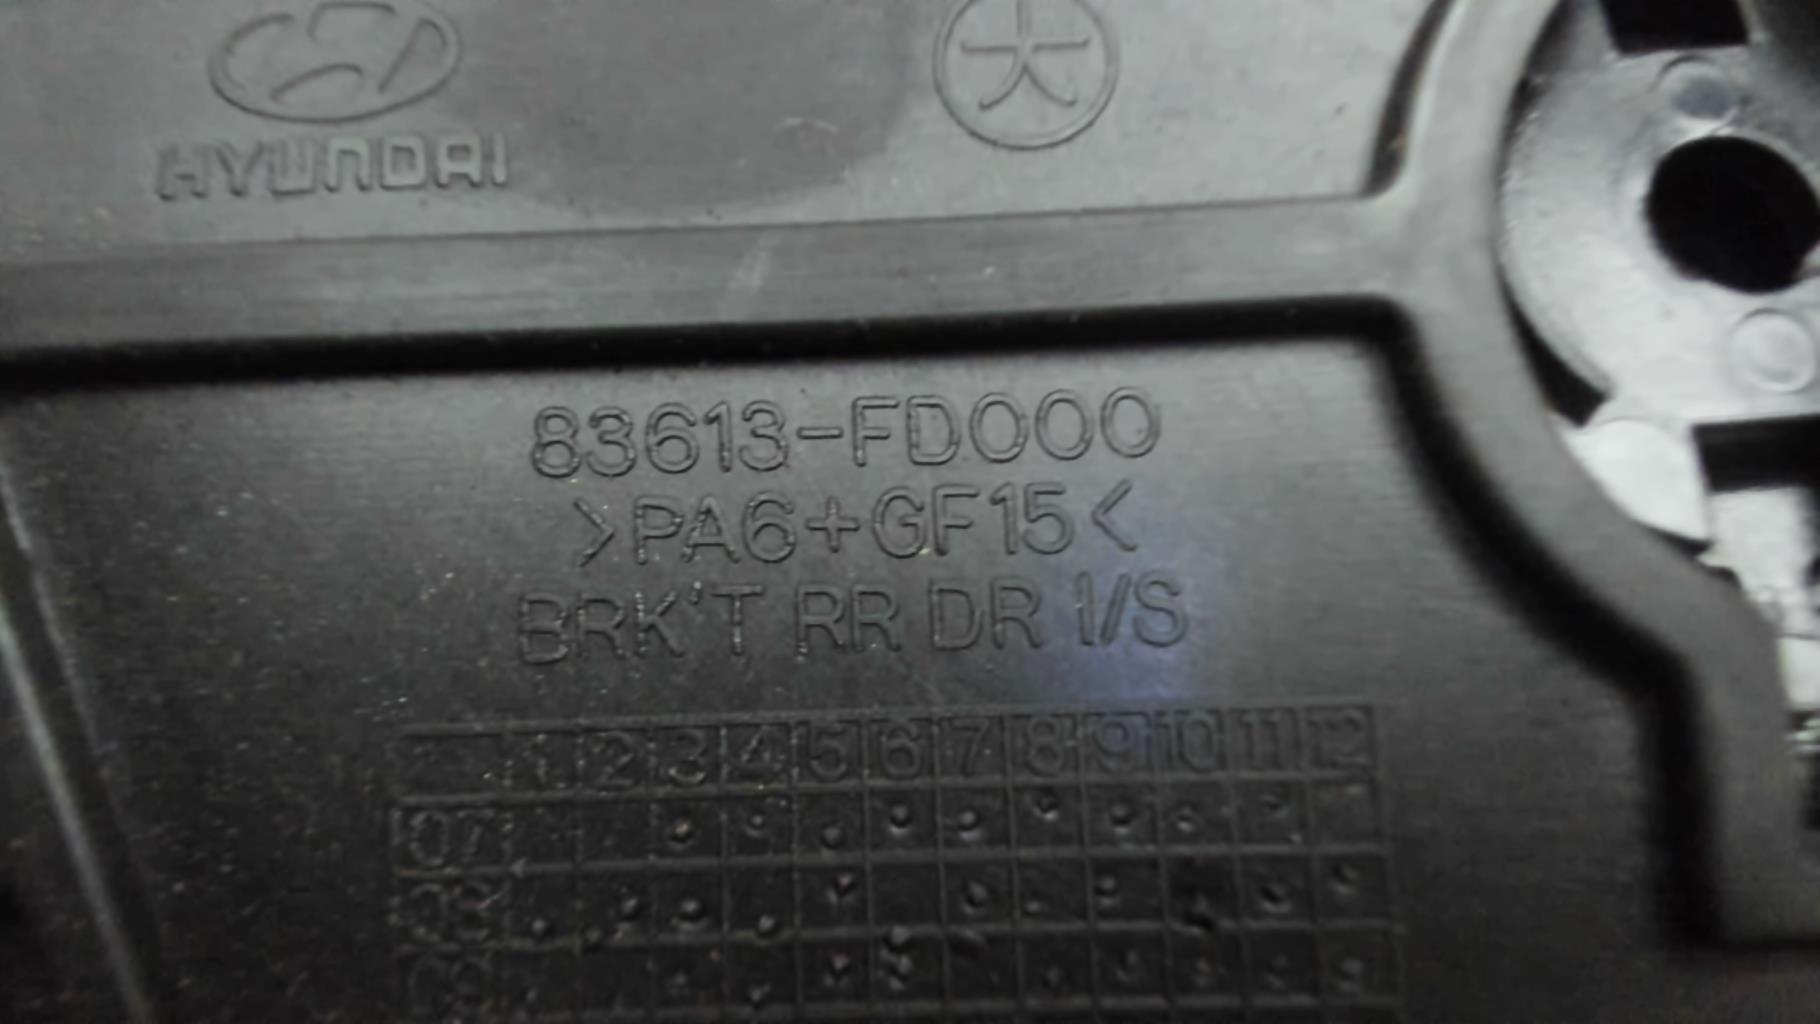 HYUNDAI
大
83613-FD000
>PA6+GF15<
BRK'T RR DR I/S
1 2 3 4 5 6 7 8 9 10 11 12
07
08